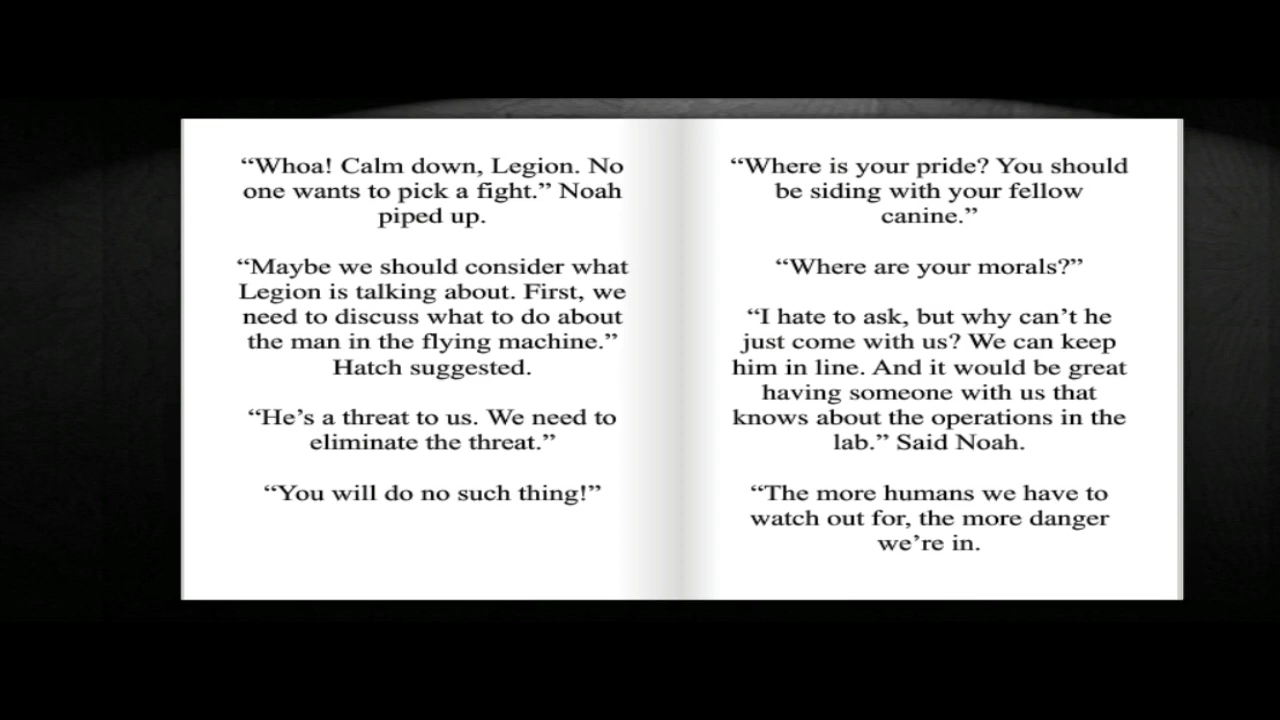 “Whoa! Calm down, Legion. No
one wants to pick a fight.” Noah
piped up.
“Maybe we should consider what
Legion is talking about. First, we
need to discuss what to do about
the man in the flying machine.”
Hatch suggested.
“He’s a threat to us. We need to
eliminate the threat.”
“You will do no such thing!”
“Where is your pride? You should
be siding with your fellow
canine.”
“Where are your morals?”
“I hate to ask, but why can’t he
just come with us? We can keep
him in line. And it would be great
having someone with us that
knows about the operations in the
lab.” Said Noah.
“The more humans we have to
watch out for, the more danger
we’re in.